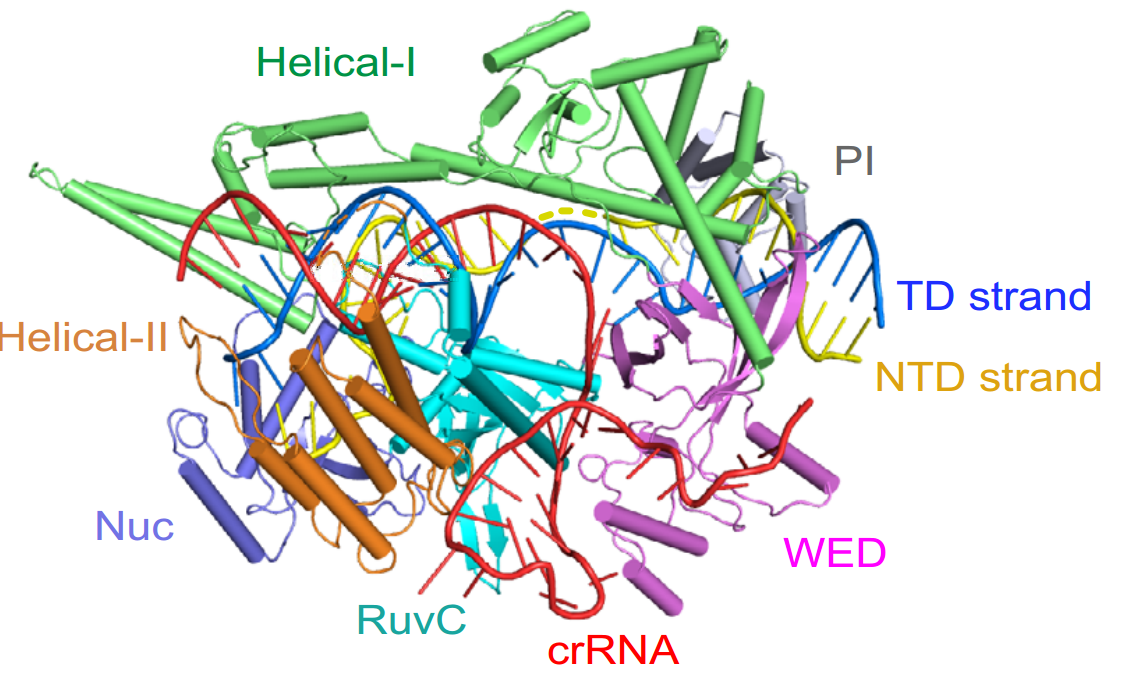 Helical-I
PI
TD strand
Helical-II
NTD strand
Nuc
WED
RuvC
crRNA